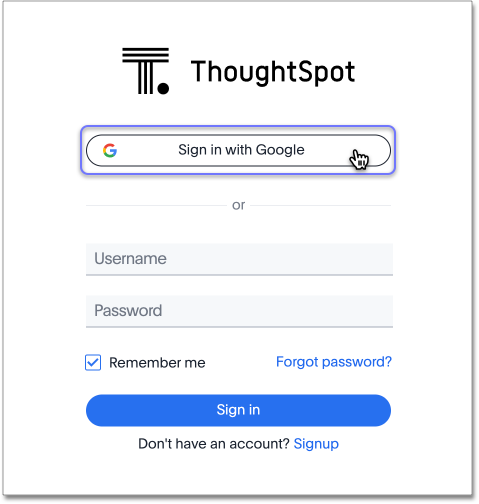 ThoughtSpot
Sign in with Google
or
Username
Password
Remember me Forgot password?
Sign in
Don't have an account? Signup